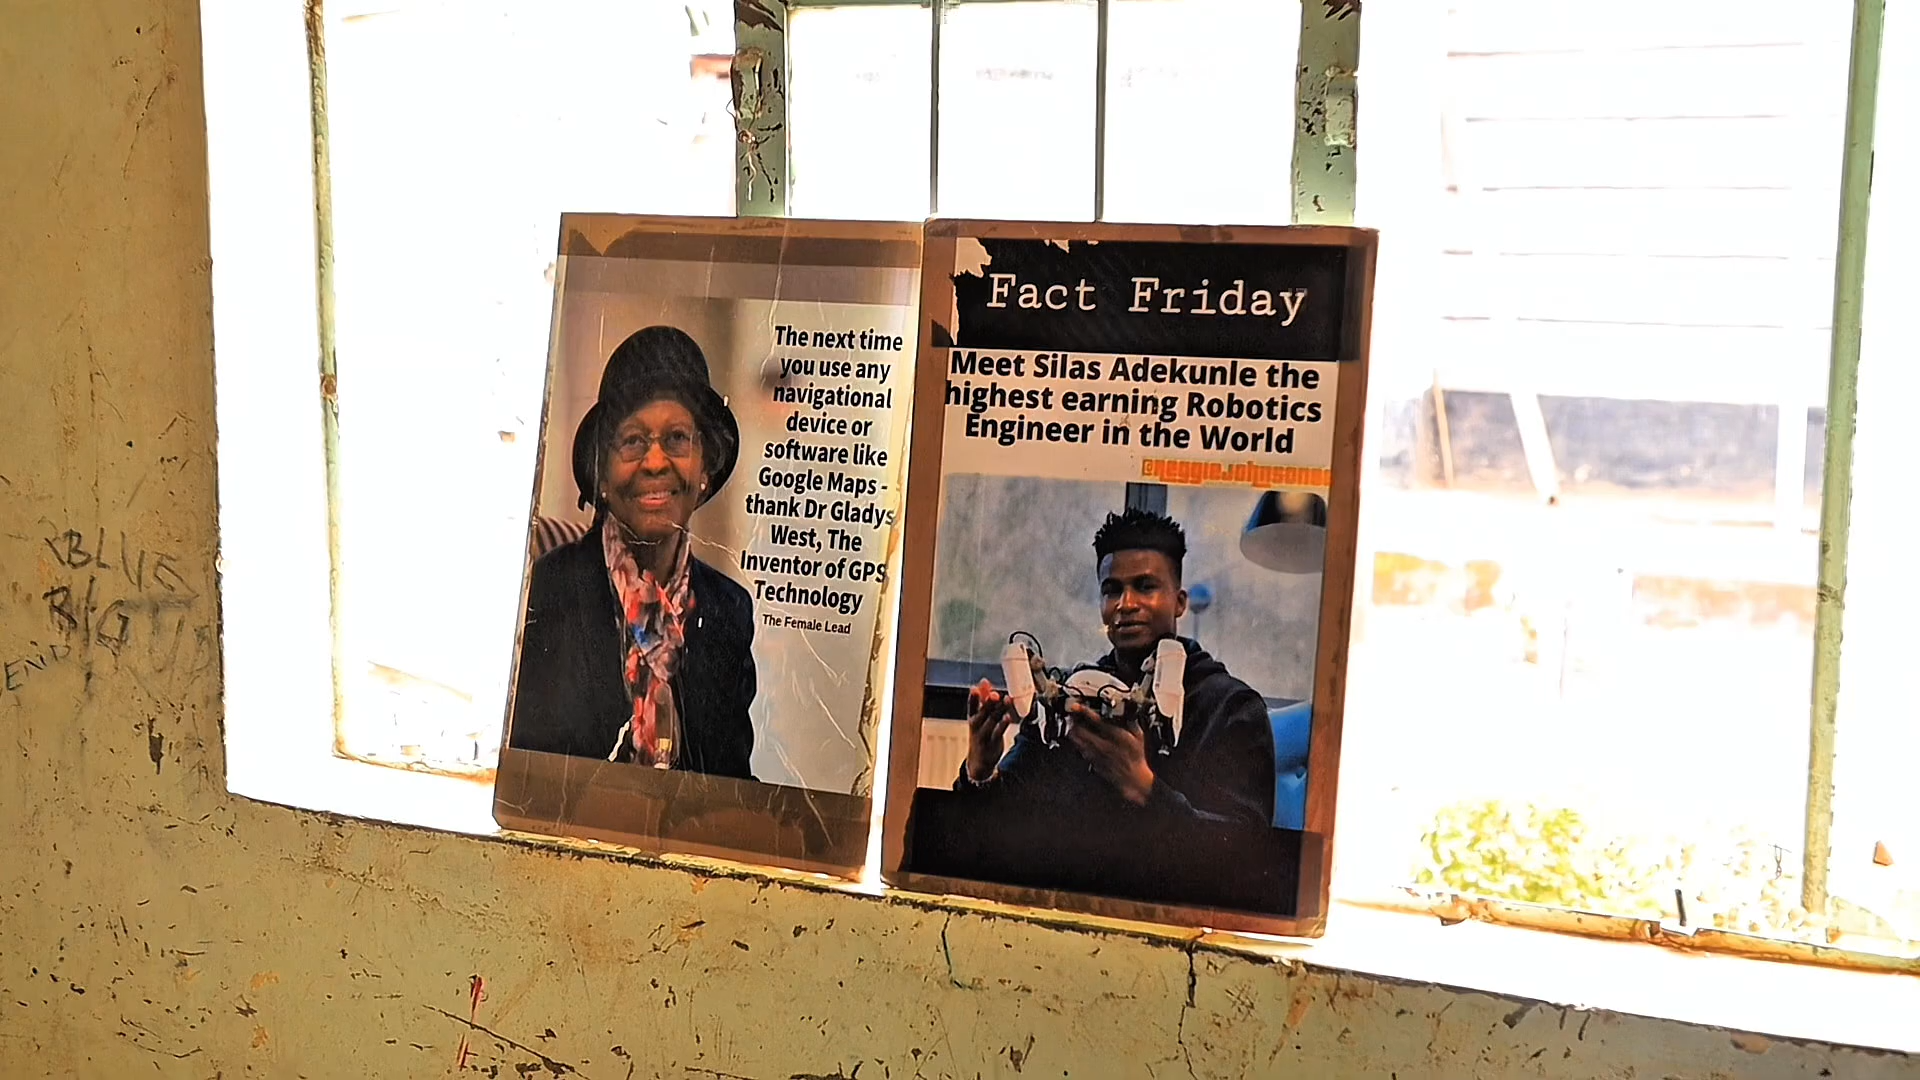 The next time
you use any
navigational
device or
software like
Google Maps -
thank Dr Gladys
West, The
Inventor of GPS
Technology
The Female Lead
Fact Friday
Meet Silas Adekunle the
highest earning Robotics
Engineer in the World
BLUE